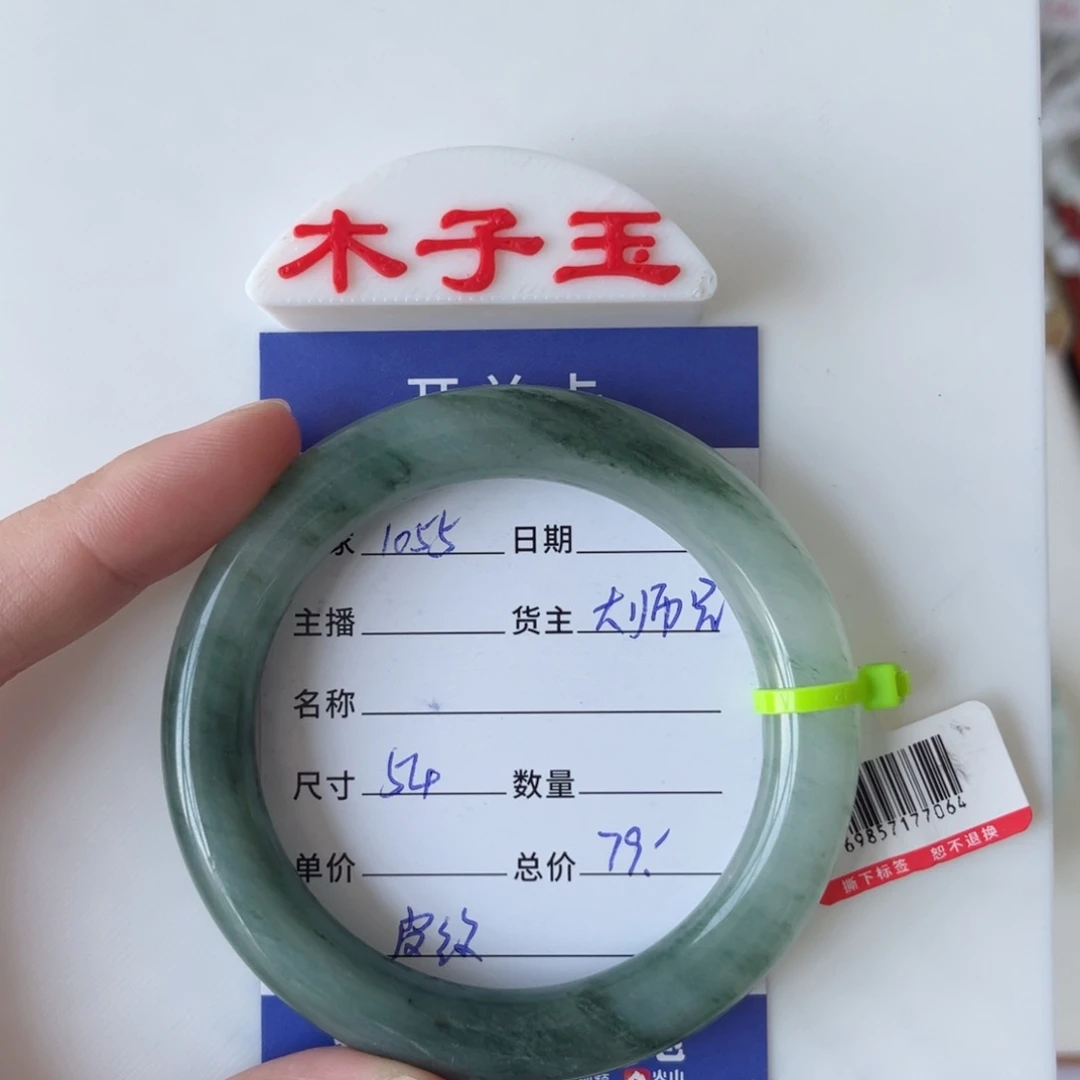 木子玉
1055 日期
主播 货主 大师兄
名称
尺寸 54 数量
单价 总价 79.
皮纹
69857177064
撕下标签 恕不退换